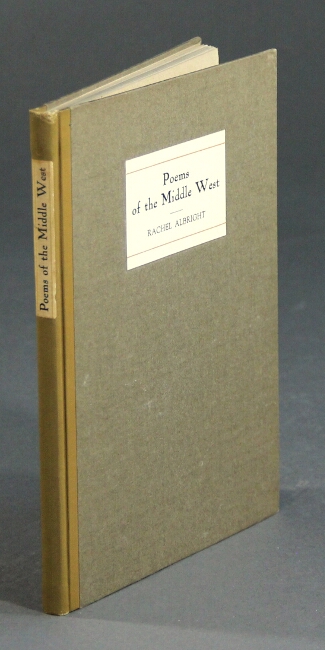 Poems of the Middle West
Poems
of the Middle West
RACHEL ALBRIGHT